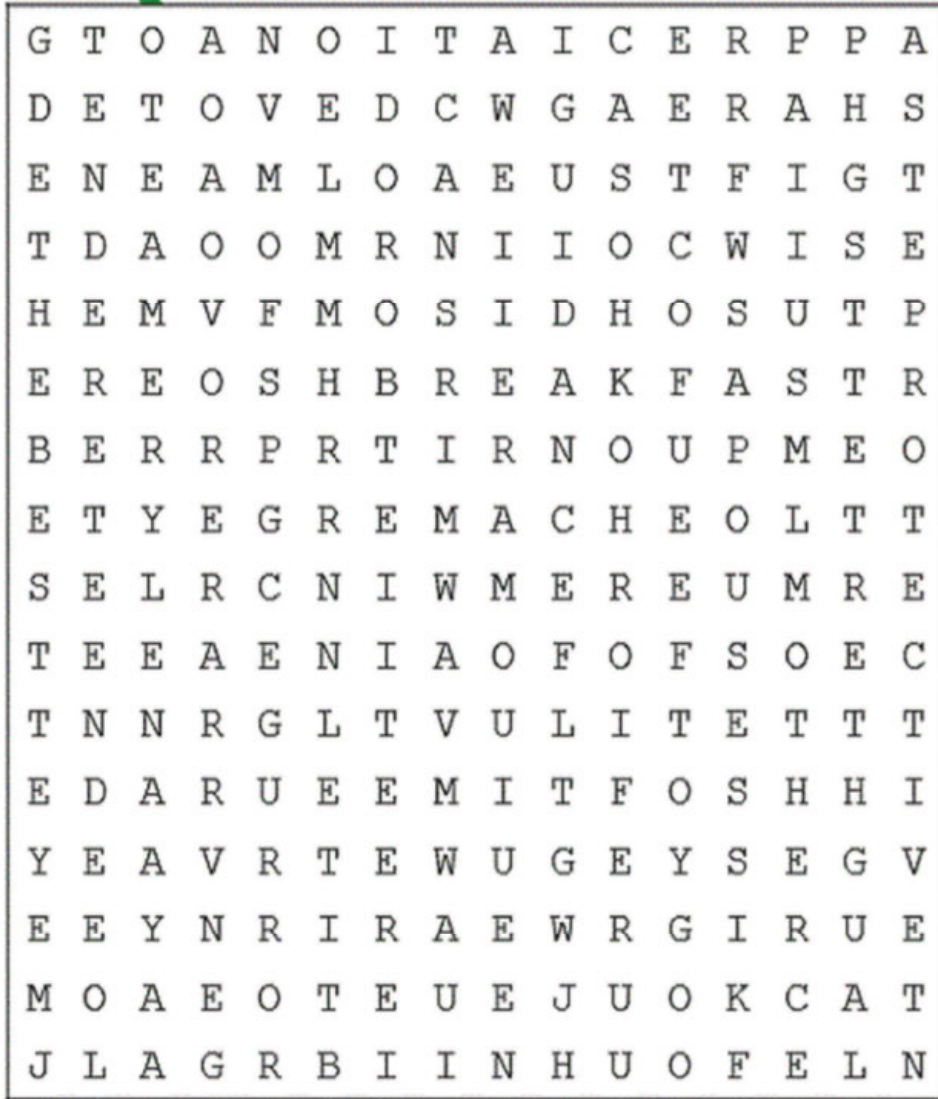 G T O A N O I T A I C E R P P A
D E T O V E D C W G A E R A H S
E N E A M L O A E U S T F I G T
T D A O O M R N I I O C W I S E
H E M V F M O S I D H O S U T P
E R E O S H B R E A K F A S T R
B E R R P R T I R N O U P M E O
E T Y E G R E M A C H E O L T T
S E L R C N I W M E R E U M R E
T E E A E N I A O F O F S O E C
T N N R G L T V U L I T E T T T
E D A R U E E M I T F O S H H I
Y E A V R T E W U G E Y S E G V
E E Y N R I R A E W R G I R U E
M O A E O T E U E J U O K C A T
J L A G R B I I N H U O F E L N